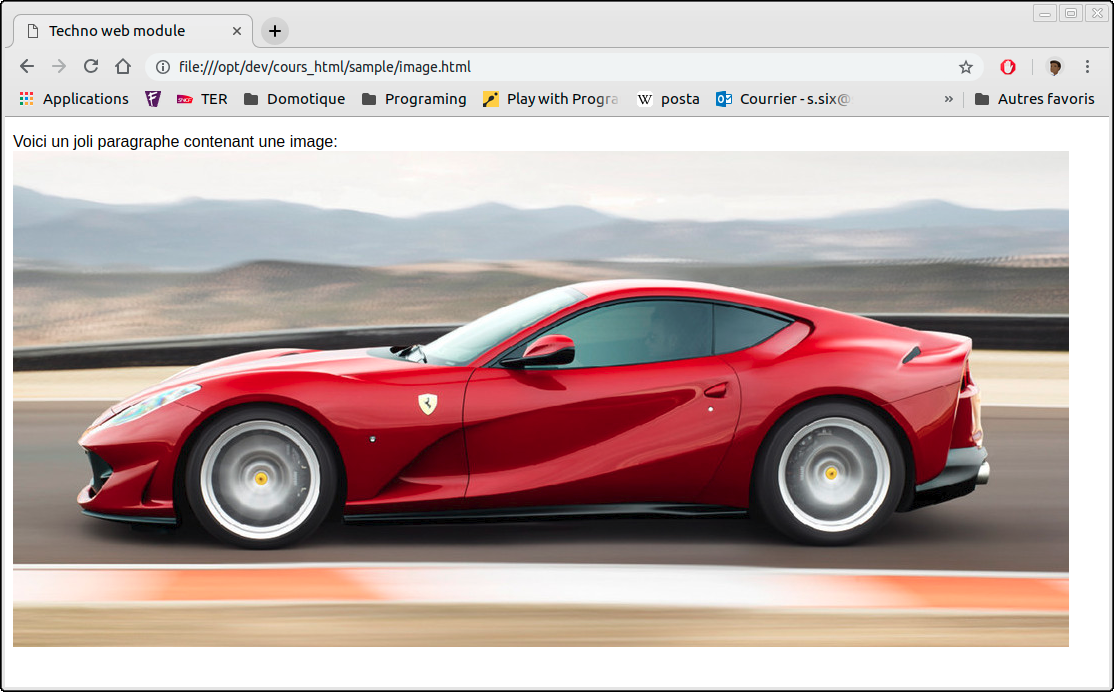 Techno web module
file:///opt/dev/cours_html/sample/image.html
Applications TER Domotique Programing Play with Progra W posta Courrier - s.six@ » Autres favoris
Voici un joli paragraphe contenant une image: